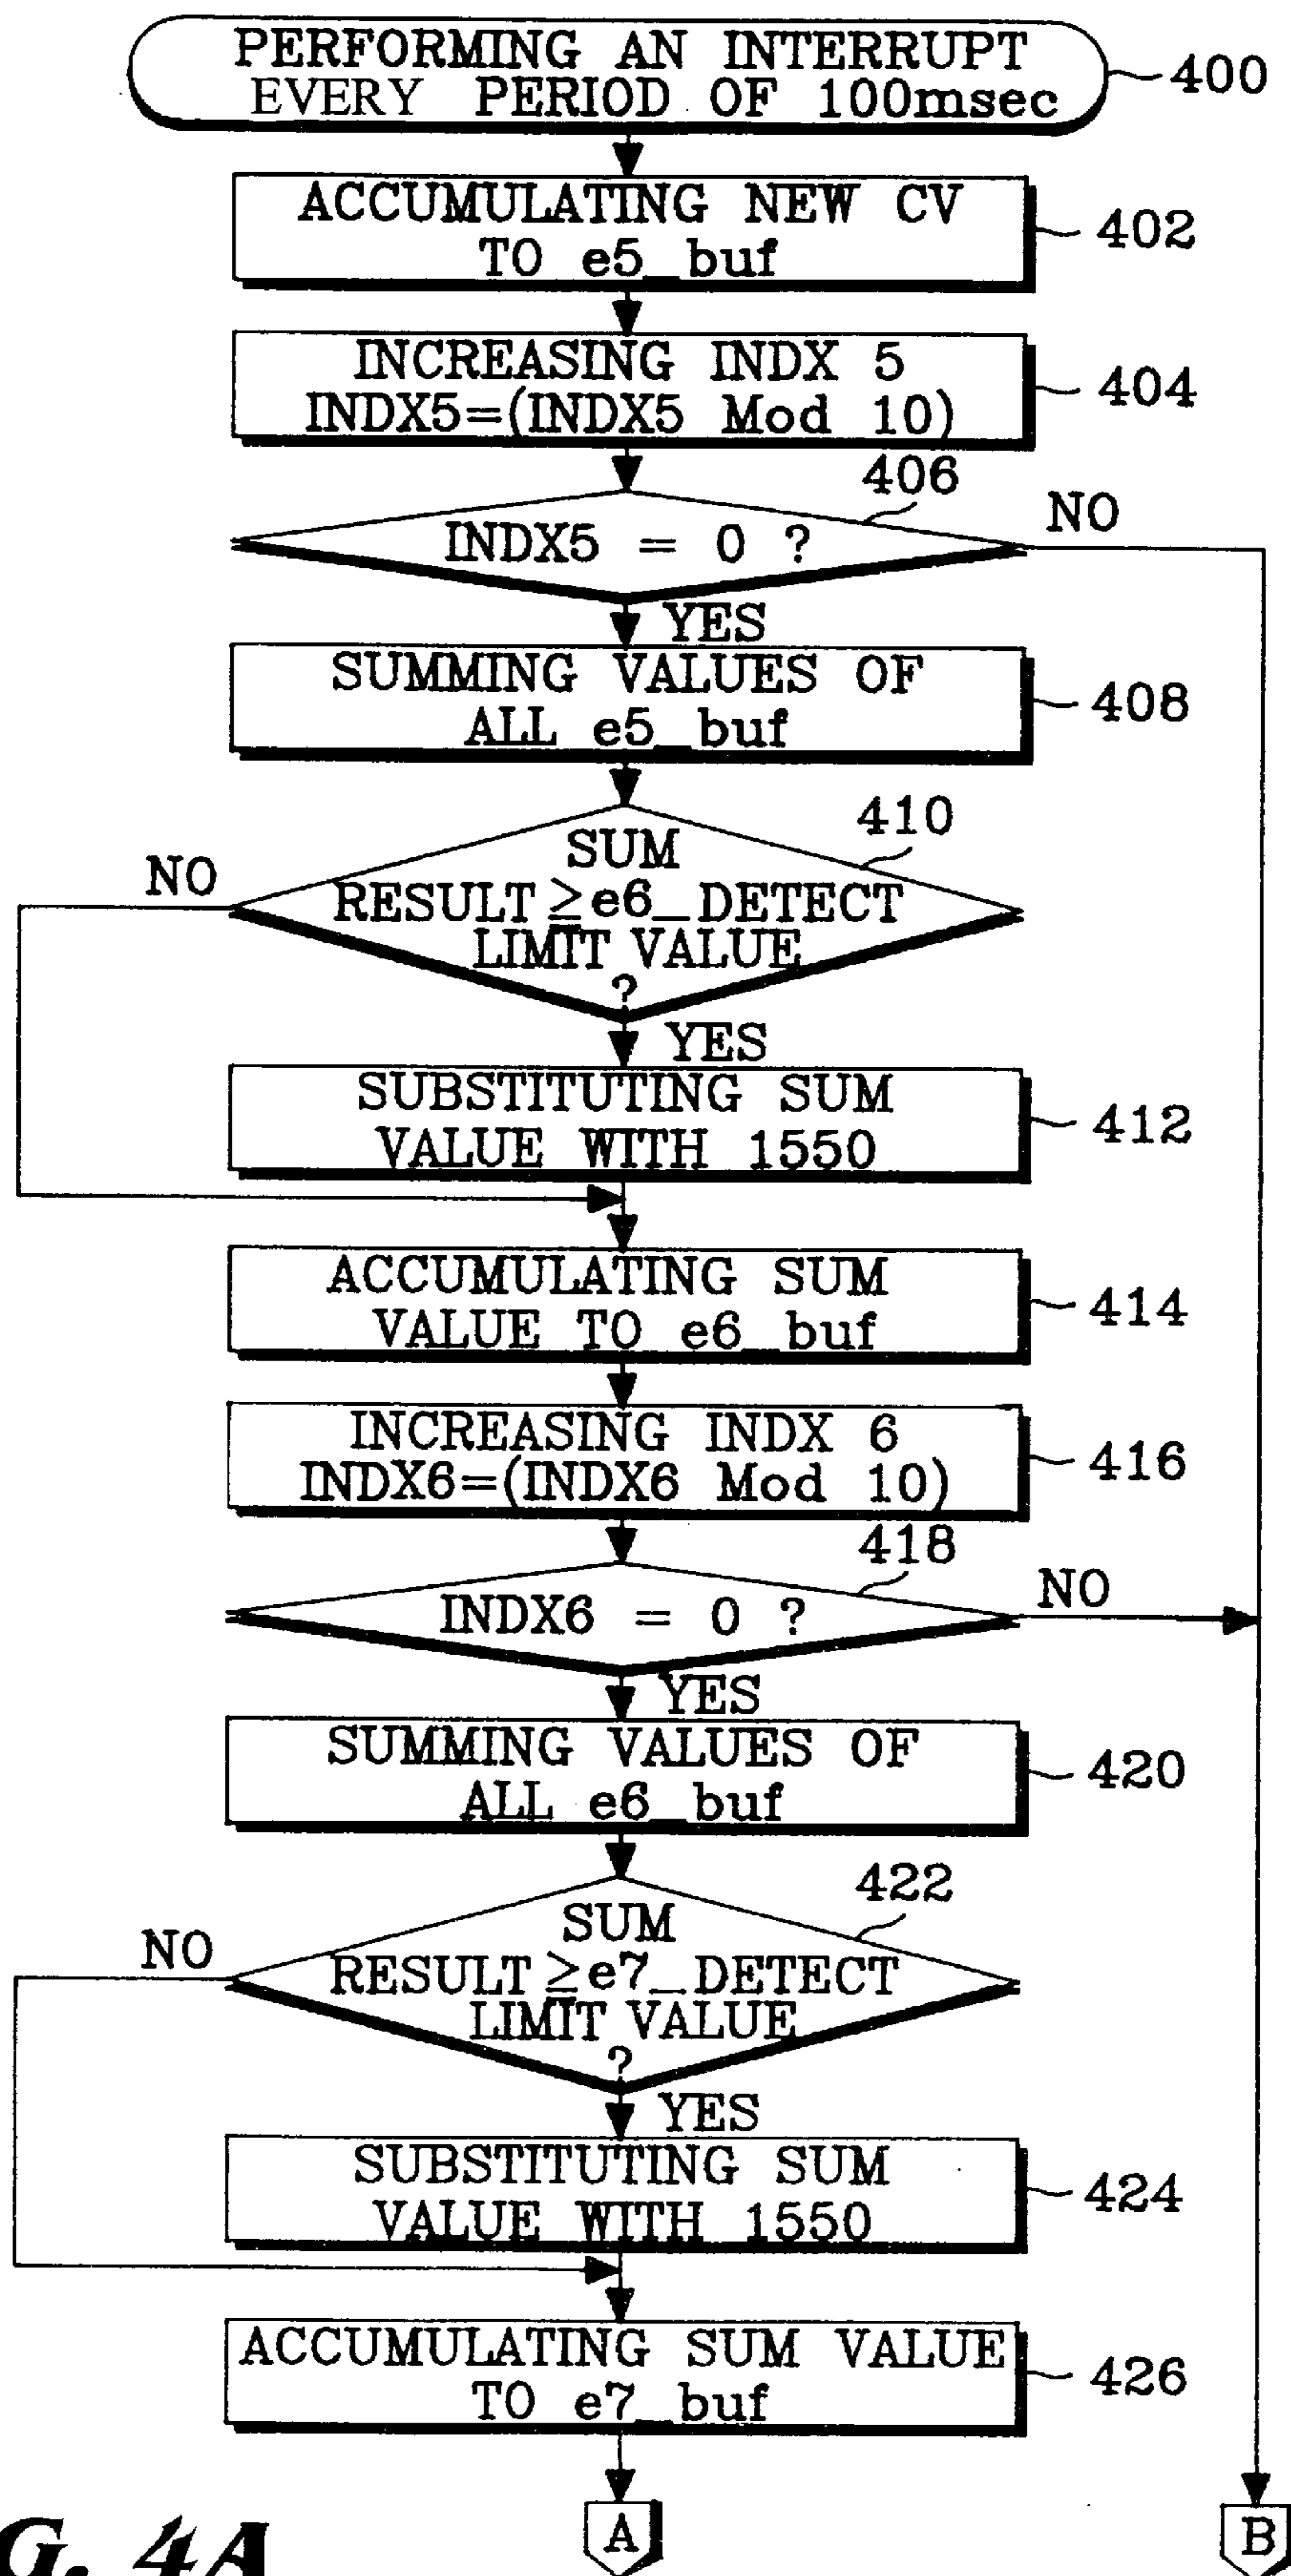 PERFORMING AN INTERRUPT
EVERY PERIOD OF 100msec
400
ACCUMULATING NEW CV
TO e5_buf
402
INCREASING INDX 5
INDX5=(INDX5 Mod 10)
404
406
INDX5 = 0 ?
NO
YES
SUMMING VALUES OF
ALL e5_buf
408
410
NO
SUM
RESULT ≥e6_DETECT
LIMIT VALUE
?
YES
SUBSTITUTING SUM
VALUE WITH 1550
412
ACCUMULATING SUM
VALUE TO e6_buf
414
INCREASING INDX 6
INDX6=(INDX6 Mod 10)
416
418
INDX6 = 0 ?
NO
YES
SUMMING VALUES OF
ALL e6_buf
420
422
NO
SUM
RESULT ≥e7_DETECT
LIMIT VALUE
?
YES
SUBSTITUTING SUM
VALUE WITH 1550
424
ACCUMULATING SUM VALUE
TO e7_buf
426
A
B
G. 4A